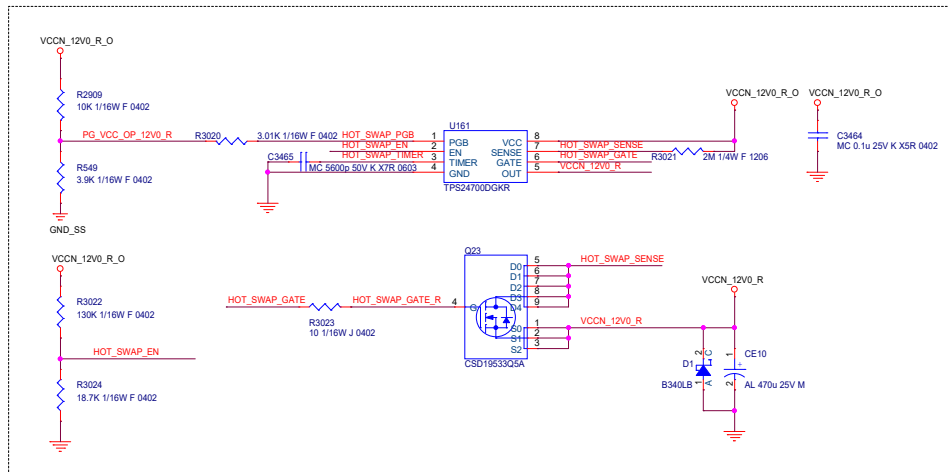 VCCN_12V0_R_O
R2909
10K 1/16W F 0402
PG_VCC_OP_12V0_R
R3020
3.01K 1/16W F 0402
R549
3.9K 1/16W F 0402
GND_SS
HOT_SWAP_PGB
HOT_SWAP_EN
HOT_SWAP_TIMER
C3465
MC 5600p 50V K X7R 0603
U161
1
2
3
4
PGB
EN
TIMER
GND
VCC
SENSE
GATE
OUT
8
7
6
5
TPS24700DGKR
HOT_SWAP_SENSE
HOT_SWAP_GATE
VCCN_12V0_R
R3021
2M 1/4W F 1206
VCCN_12V0_R_O
VCCN_12V0_R_O
C3464
MC 0.1u 25V K X5R 0402
VCCN_12V0_R_O
R3022
130K 1/16W F 0402
HOT_SWAP_EN
R3024
18.7K 1/16W F 0402
HOT_SWAP_GATE
HOT_SWAP_GATE_R
R3023
10 1/16W J 0402
Q23
4
G
D0
D1
D2
D3
D4
S0
S1
S2
5
6
7
8
9
1
2
3
CSD19533Q5A
HOT_SWAP_SENSE
VCCN_12V0_R
VCCN_12V0_R
D1
2
C
1
A
B340LB
CE10
1
+
2
AL 470u 25V M